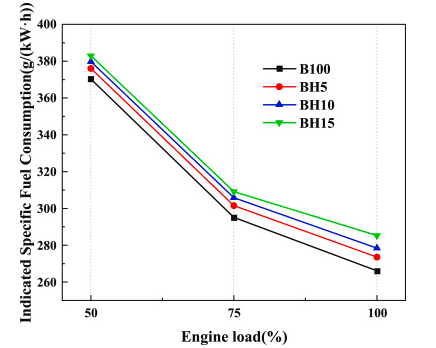 Indicated Specific Fuel Consumption(g/(kW·h))
400
380
360
340
320
300
280
260
B100
BH5
BH10
BH15
50
75
100
Engine load(%)